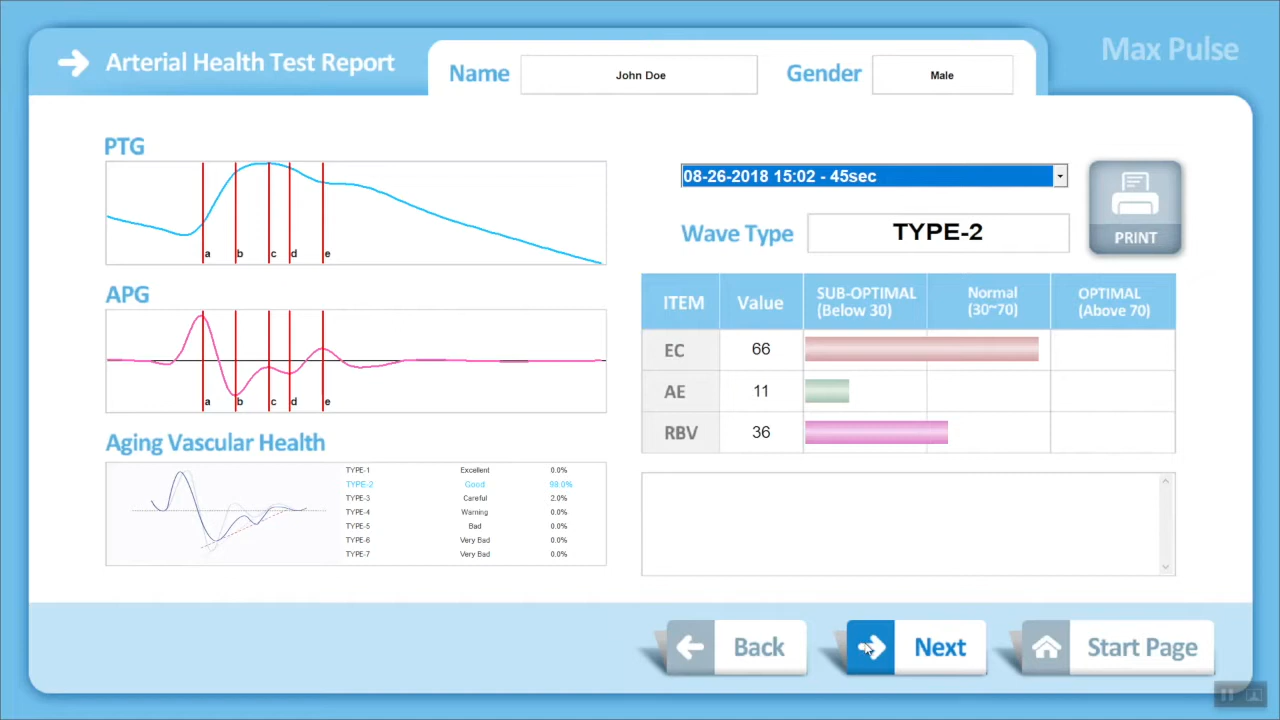 Arterial Health Test Report
Name
John Doe
Gender
Male
Max Pulse
PTG
a b c d e
APG
a b c d e
Aging Vascular Health
TYPE-1 Excellent 0.0%
TYPE-2 Good 98.0%
TYPE-3 Careful 2.0%
TYPE-4 Warning 0.0%
TYPE-5 Bad 0.0%
TYPE-6 Very Bad 0.0%
TYPE-7 Very Bad 0.0%
08-26-2018 15:02 - 45sec
Wave Type
TYPE-2
PRINT
ITEM Value SUB-OPTIMAL (Below 30) Normal (30~70) OPTIMAL (Above 70)
EC 66
AE 11
RBV 36
Back
Next
Start Page